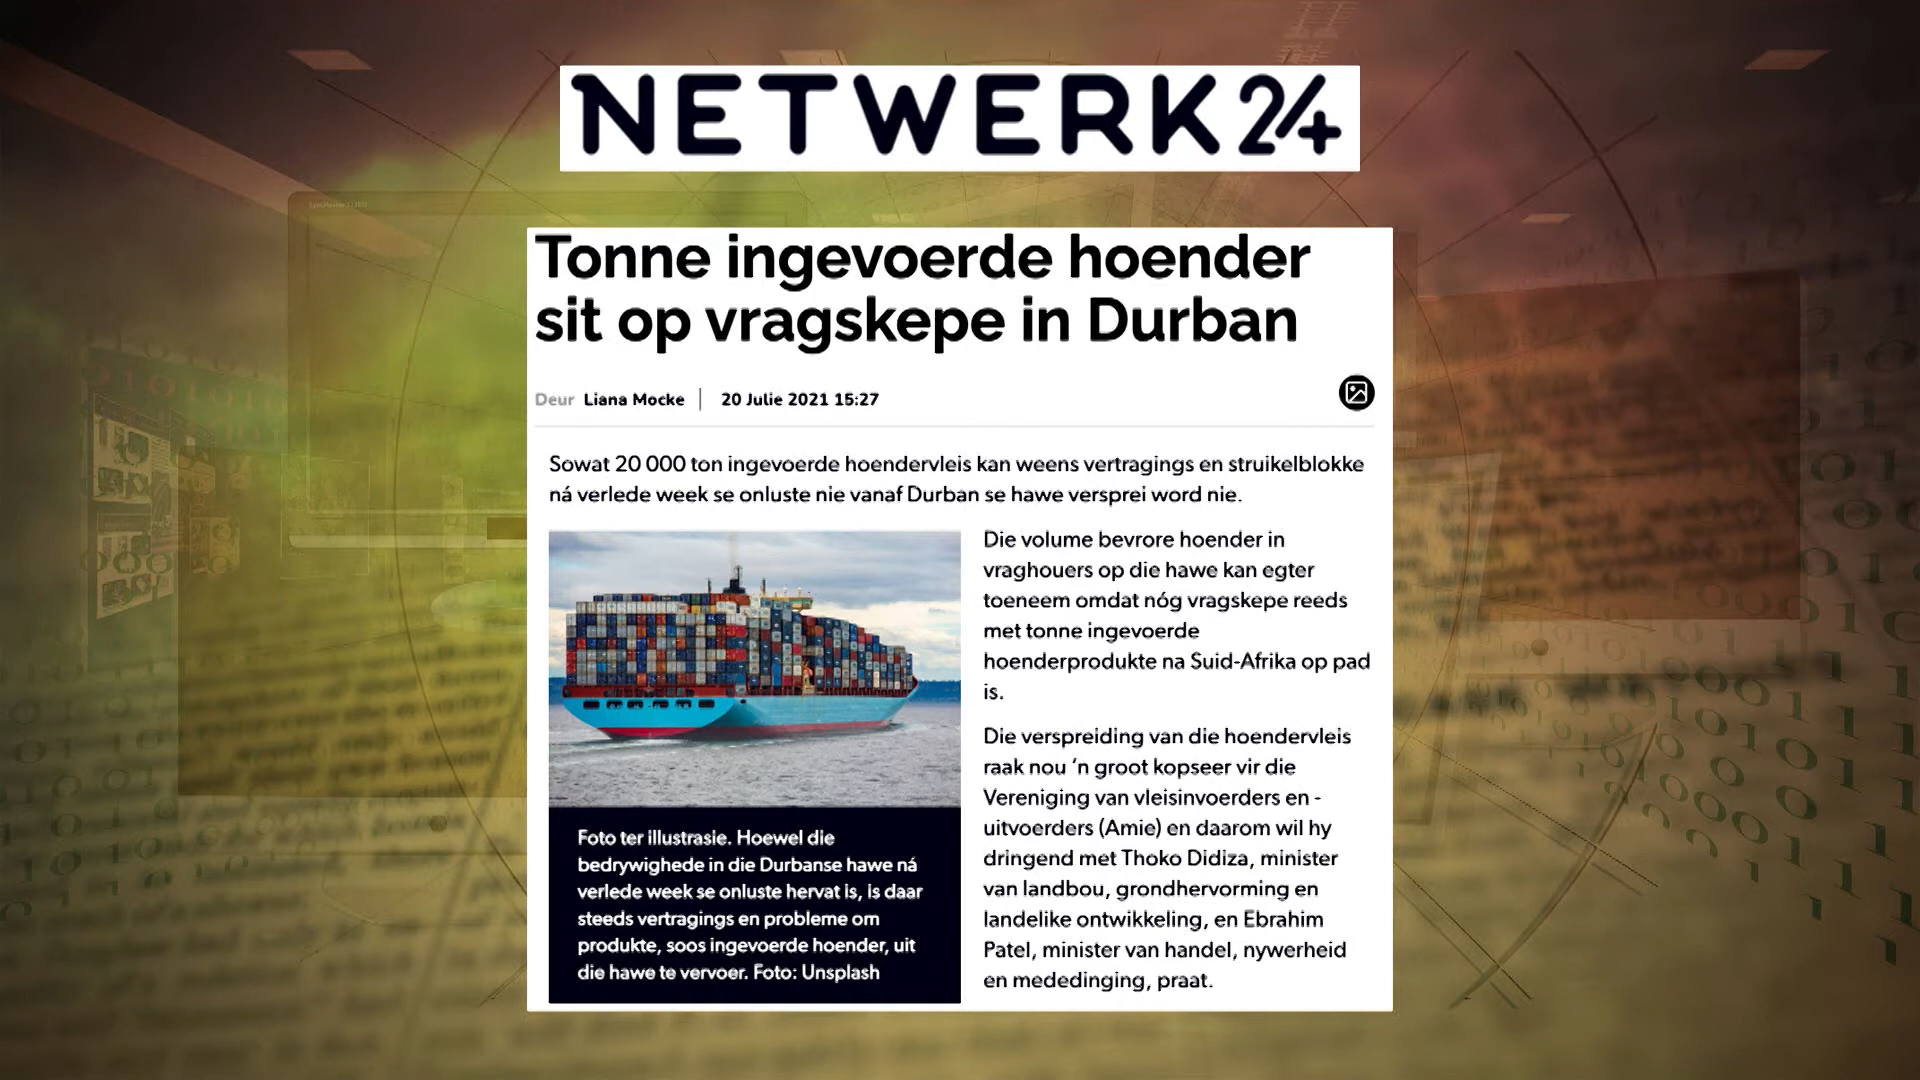 NETWERK24
Tonne ingevoerde hoender
sit op vragskepe in Durban
Deur Liana Mocke | 20 Julie 2021 15:27
Sowat 20 000 ton ingevoerde hoendervleis kan weens vertragings en struikelblokke
ná verlede week se onluste nie vanaf Durban se hawe versprei word nie.
Foto ter illustrasie. Hoewel die
bedrywighede in die Durbanse hawe ná
verlede week se onluste hervat is, is daar
steeds vertragings en probleme om
produkte, soos ingevoerde hoender, uit
die hawe te vervoer. Foto: Unsplash
Die volume bevrore hoender in
vraghouers op die hawe kan egter
toeneem omdat nóg vragskepe reeds
met tonne ingevoerde
hoenderprodukte na Suid-Afrika op pad
is.
Die verspreiding van die hoendervleis
raak nou ’n groot kopseer vir die
Vereniging van vleisinvoerders en -
uitvoerders (Amie) en daarom wil hy
dringend met Thoko Didiza, minister
van landbou, grondhervorming en
landelike ontwikkeling, en Ebrahim
Patel, minister van handel, nywerheid
en mededinging, praat.